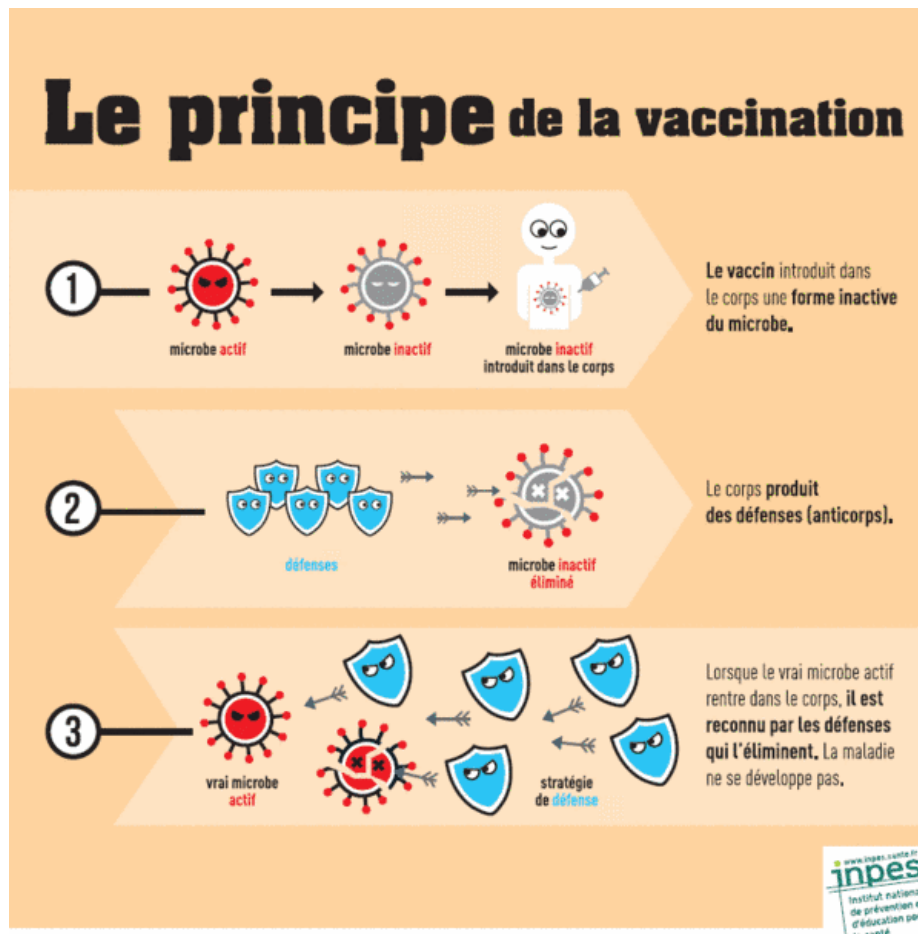 Le principe de la vaccination
1
microbe actif
microbe inactif
microbe inactif
introduit dans le corps
Le vaccin introduit dans
le corps une forme inactive
du microbe.
2
défenses
microbe inactif
éliminé
Le corps produit
des défenses (anticorps).
3
vrai microbe
actif
stratégie
de défense
Lorsque le vrai microbe actif
rentre dans le corps, il est
reconnu par les défenses
qui l'éliminent. La maladie
ne se développe pas.
www.inpes.sante.fr
inpes
Institut national
de prévention e
d'éducation po
santé